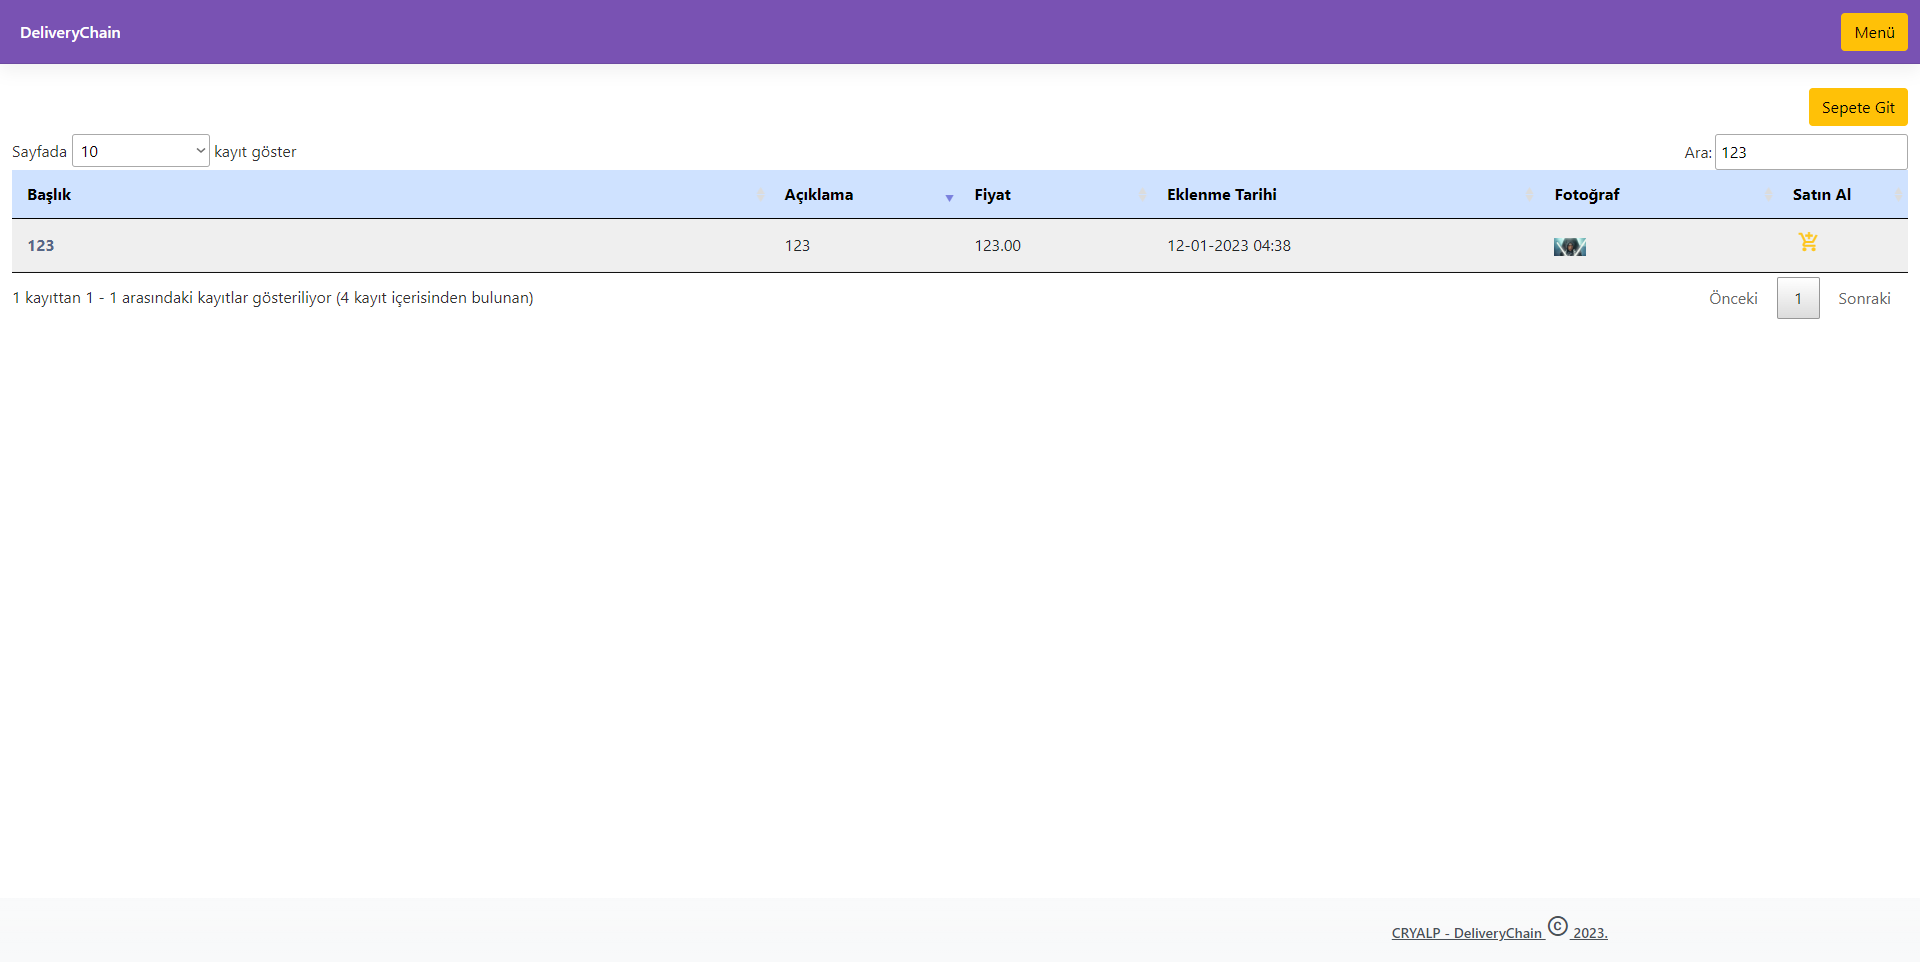 DeliveryChain
Menü
Sepete Git
Sayfada 10 kayıt göster
Ara: 123
Başlık Açıklama Fiyat Eklenme Tarihi Fotoğraf Satın Al
123 123 123.00 12-01-2023 04:38
1 kayıttan 1 - 1 arasındaki kayıtlar gösteriliyor (4 kayıt içerisinden bulunan)
Önceki 1 Sonraki
CRYALP - DeliveryChain © 2023.